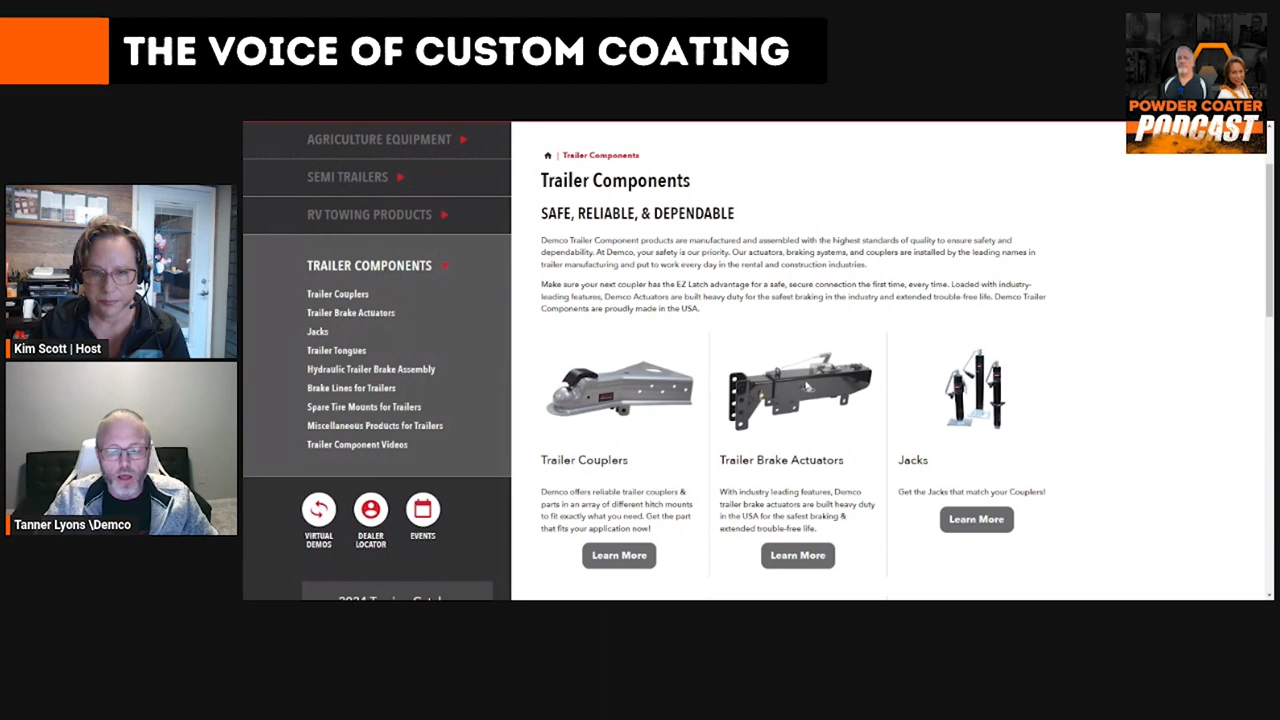 THE VOICE OF CUSTOM COATING
POWDER COATER
PODCAST
AGRICULTURE EQUIPMENT
SEMI TRAILERS
RV TOWING PRODUCTS
TRAILER COMPONENTS
Trailer Couplers
Trailer Brake Actuators
Jacks
Trailer Tongues
Hydraulic Trailer Brake Assembly
Brake Lines for Trailers
Spare Tire Mounts for Trailers
Miscellaneous Products for Trailers
Trailer Component Videos
VIRTUAL
DEMOS
DEALER
LOCATOR
EVENTS
| Trailer Components
Trailer Components
SAFE, RELIABLE, & DEPENDABLE
Demco Trailer Component products are manufactured and assembled with the highest standards of quality to ensure safety and
dependability. At Demco, your safety is our priority. Our actuators, braking systems, and couplers are installed by the leading names in
trailer manufacturing and put to work every day in the rental and construction industries.
Make sure your next coupler has the EZ Latch advantage for a safe, secure connection the first time, every time. Loaded with industry-
leading features, Demco Actuators are built heavy duty for the safest braking in the industry and extended trouble-free life. Demco Trailer
Components are proudly made in the USA.
Trailer Couplers
Demco offers reliable trailer couplers &
parts in an array of different hitch mounts
to fit exactly what you need. Get the part
that fits your application now!
Learn More
Trailer Brake Actuators
With industry leading features, Demco
trailer brake actuators are built heavy duty
in the USA for the safest braking &
extended trouble-free life.
Learn More
Jacks
Get the Jacks that match your Couplers!
Learn More
Kim Scott | Host
Tanner Lyons \Demco